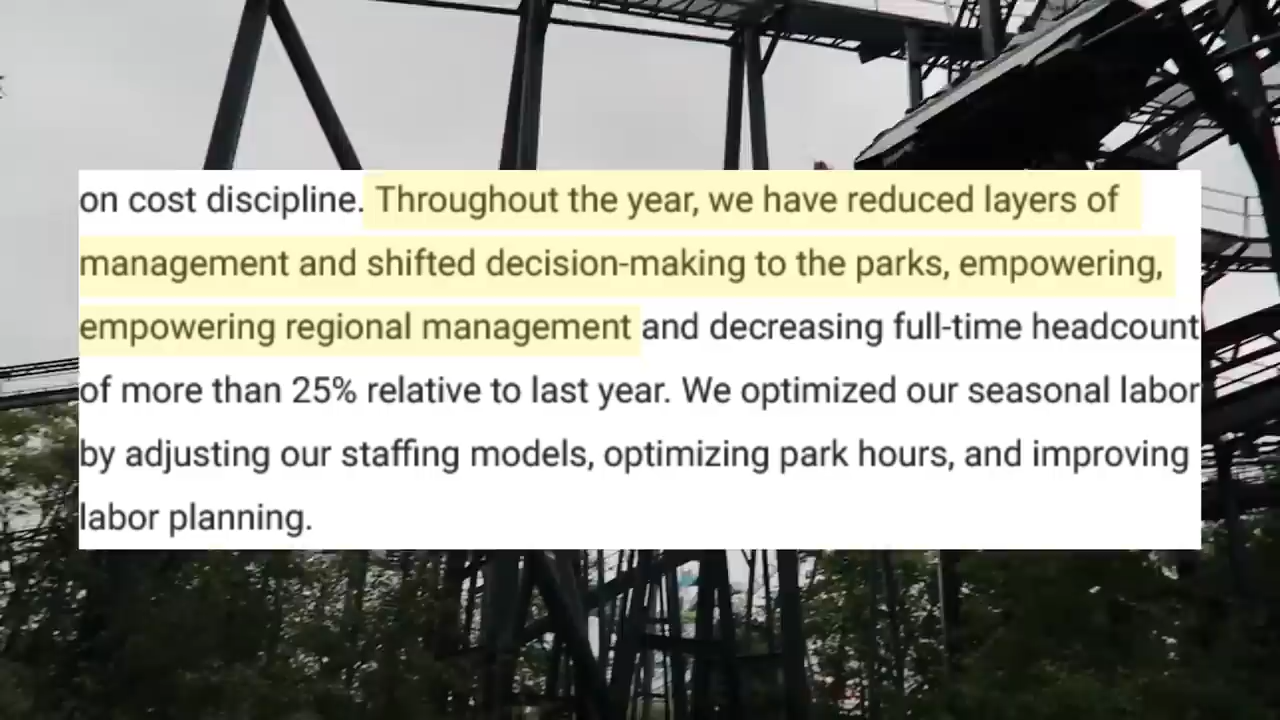 on cost discipline. Throughout the year, we have reduced layers of
management and shifted decision-making to the parks, empowering,
empowering regional management and decreasing full-time headcount
of more than 25% relative to last year. We optimized our seasonal labor
by adjusting our staffing models, optimizing park hours, and improving
labor planning.